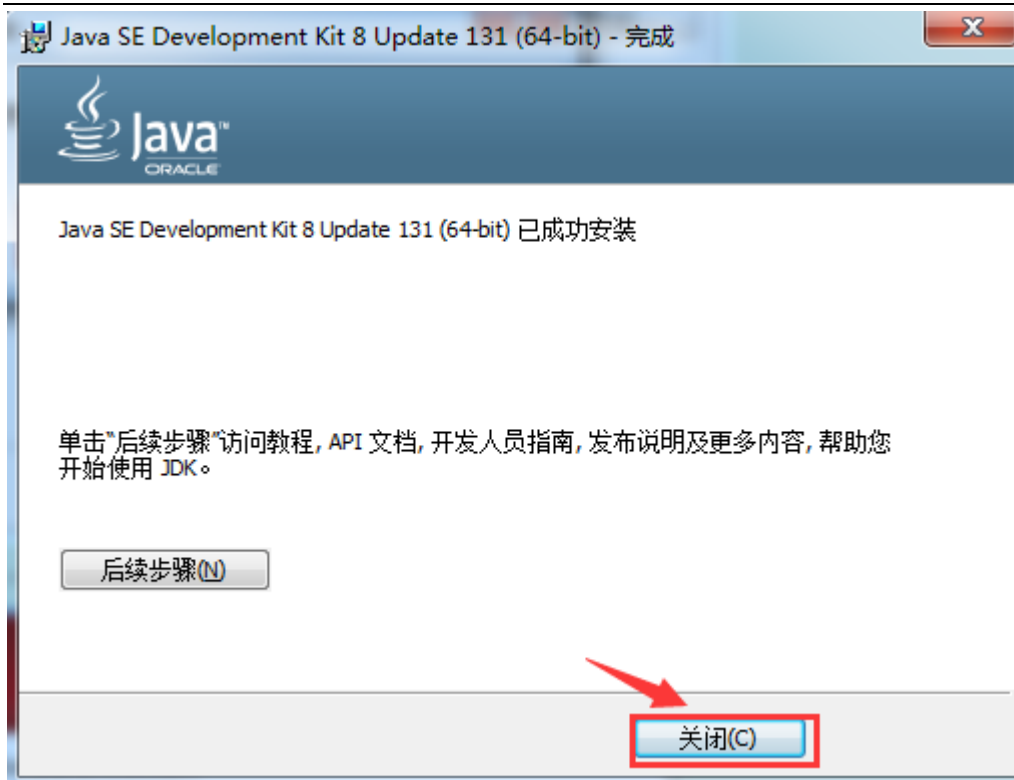 Java SE Development Kit 8 Update 131 (64-bit) - 完成
Java™
ORACLE
Java SE Development Kit 8 Update 131 (64-bit) 已成功安装
单击"后续步骤"访问教程, API 文档, 开发人员指南, 发布说明及更多内容, 帮助您
开始使用 JDK。
后续步骤(N)
关闭(C)